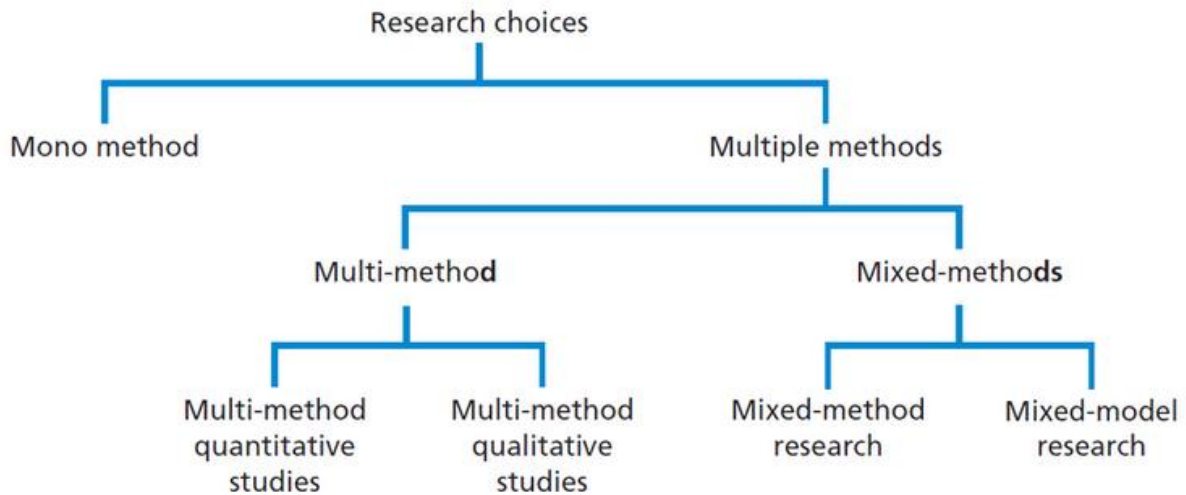 Research choices
Mono method
Multiple methods
Multi-method
Mixed-methods
Multi-method
quantitative
studies
Multi-method
qualitative
studies
Mixed-method
research
Mixed-model
research